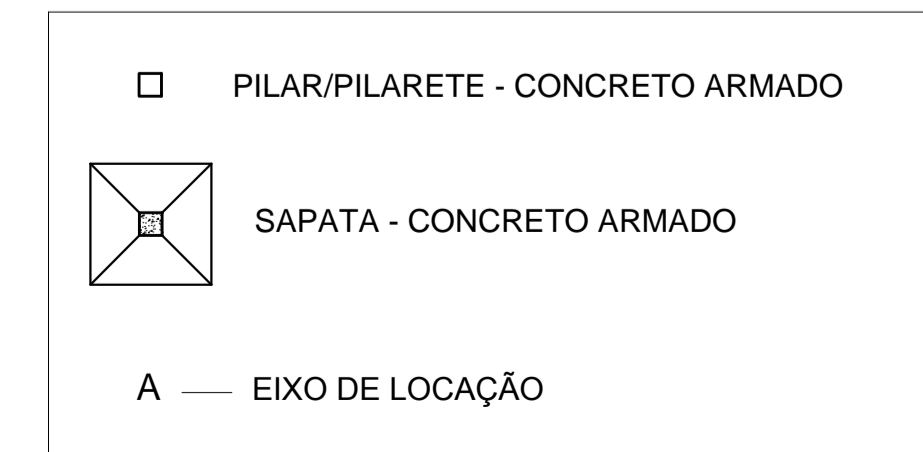 PILAR/PILARETE - CONCRETO ARMADO
SAPATA - CONCRETO ARMADO
A — EIXO DE LOCAÇÃO